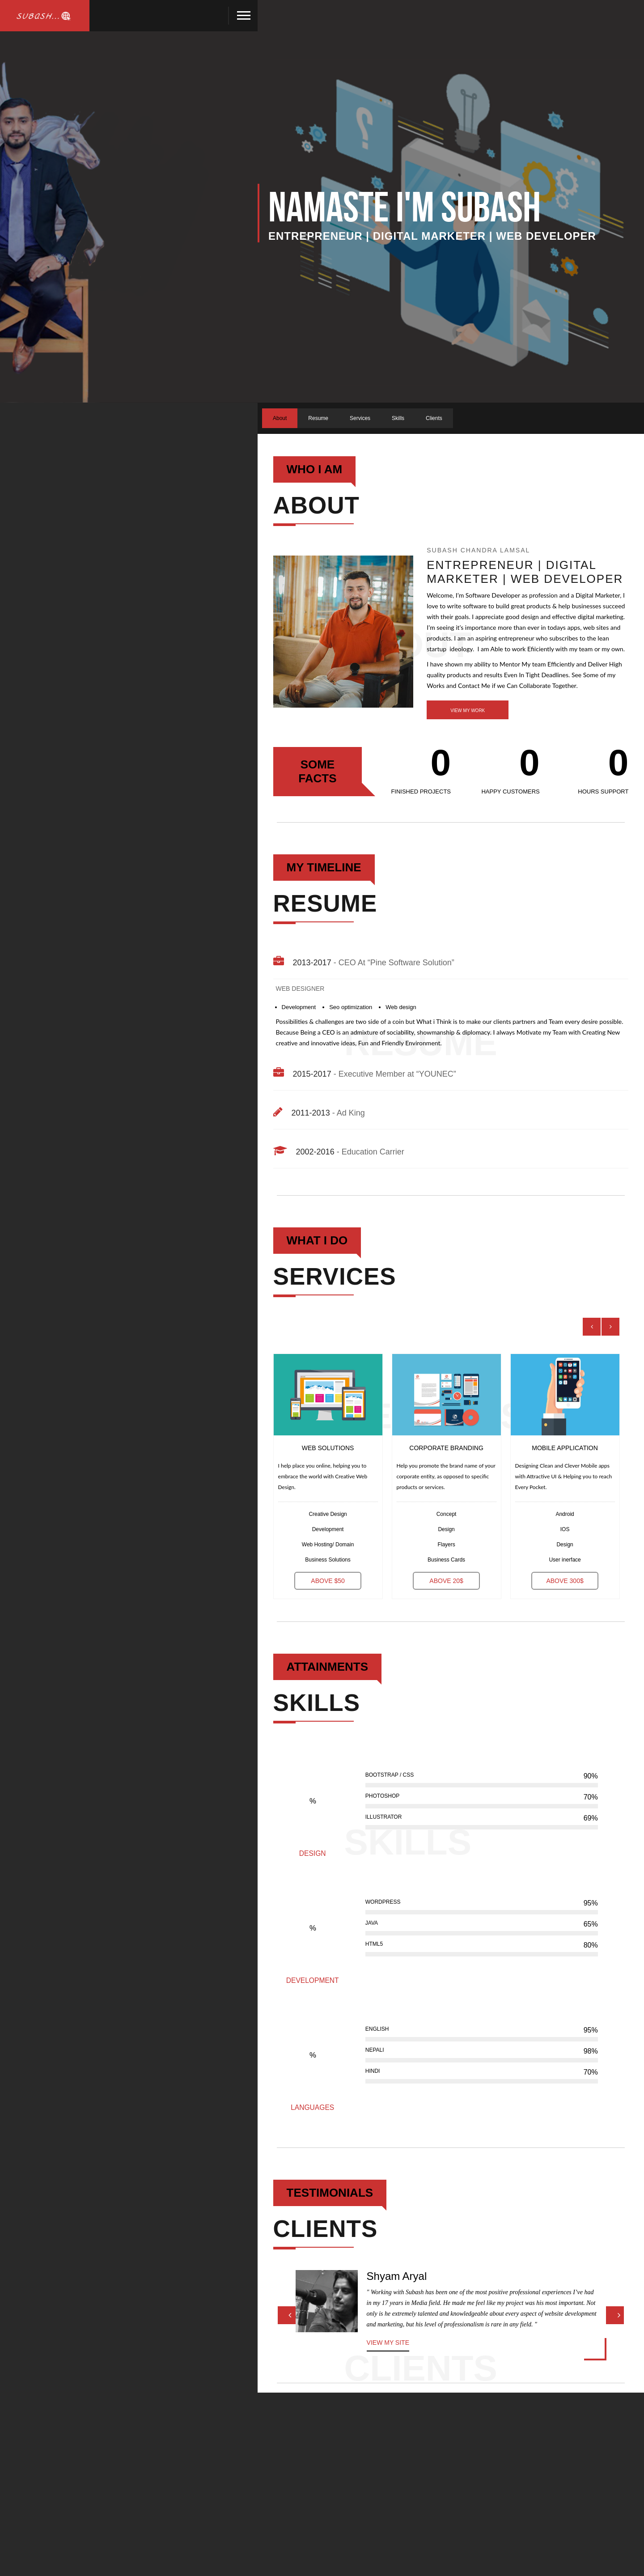 SUBASH...
NAMASTE I'M SUBASH
ENTREPRENEUR | DIGITAL MARKETER | WEB DEVELOPER
About Resume Services Skills Clients
WHO I AM
ABOUT
SUBASH CHANDRA LAMSAL
ENTREPRENEUR | DIGITAL
MARKETER | WEB DEVELOPER
Welcome, I'm Software Developer as profession and a Digital Marketer. I
love to write software to build great products & help businesses succeed
with their goals. I appreciate good design and effective digital marketing.
I'm seeing it's importance more than ever in todays apps, web sites and
products. I am an aspiring entrepreneur who subscribes to the lean
startup ideology. I am Able to work Efiiciently with my team or my own.
I have shown my ability to Mentor My team Efficiently and Deliver High
quality products and results Even In Tight Deadlines. See Some of my
Works and Contact Me if we Can Collaborate Together.
VIEW MY WORK
SOME
FACTS
0 0 0
FINISHED PROJECTS HAPPY CUSTOMERS HOURS SUPPORT
MY TIMELINE
RESUME
2013-2017 - CEO At “Pine Software Solution”
WEB DESIGNER
• Development • Seo optimization • Web design
Possibilities & challenges are two side of a coin but What i Think is to make our clients partners and Team every desire possible.
Because Being a CEO is an admixture of sociability, showmanship & diplomacy. I always Motivate my Team with Creating New
creative and innovative ideas, Fun and Friendly Environment.
RESUME
2015-2017 - Executive Member at “YOUNEC”
2011-2013 - Ad King
2002-2016 - Education Carrier
WHAT I DO
SERVICES
WEB SOLUTIONS
I help place you online, helping you to
embrace the world with Creative Web
Design.
Creative Design
Development
Web Hosting/ Domain
Business Solutions
ABOVE $50
CORPORATE BRANDING
Help you promote the brand name of your
corporate entity, as opposed to specific
products or services.
Concept
Design
Flayers
Business Cards
ABOVE 20$
MOBILE APPLICATION
Designing Clean and Clever Mobile apps
with Attractive UI & Helping you to reach
Every Pocket.
Android
IOS
Design
User inerface
ABOVE 300$
ATTAINMENTS
SKILLS
%
DESIGN
BOOTSTRAP / CSS 90%
PHOTOSHOP 70%
ILLUSTRATOR 69%
SKILLS
%
DEVELOPMENT
WORDPRESS 95%
JAVA 65%
HTML5 80%
%
LANGUAGES
ENGLISH 95%
NEPALI 98%
HINDI 70%
TESTIMONIALS
CLIENTS
Shyam Aryal
" Working with Subash has been one of the most positive professional experiences I’ve had
in my 17 years in Media field. He made me feel like my project was his most important. Not
only is he extremely talented and knowledgeable about every aspect of website development
and marketing, but his level of professionalism is rare in any field. "
VIEW MY SITE
CLIENTS